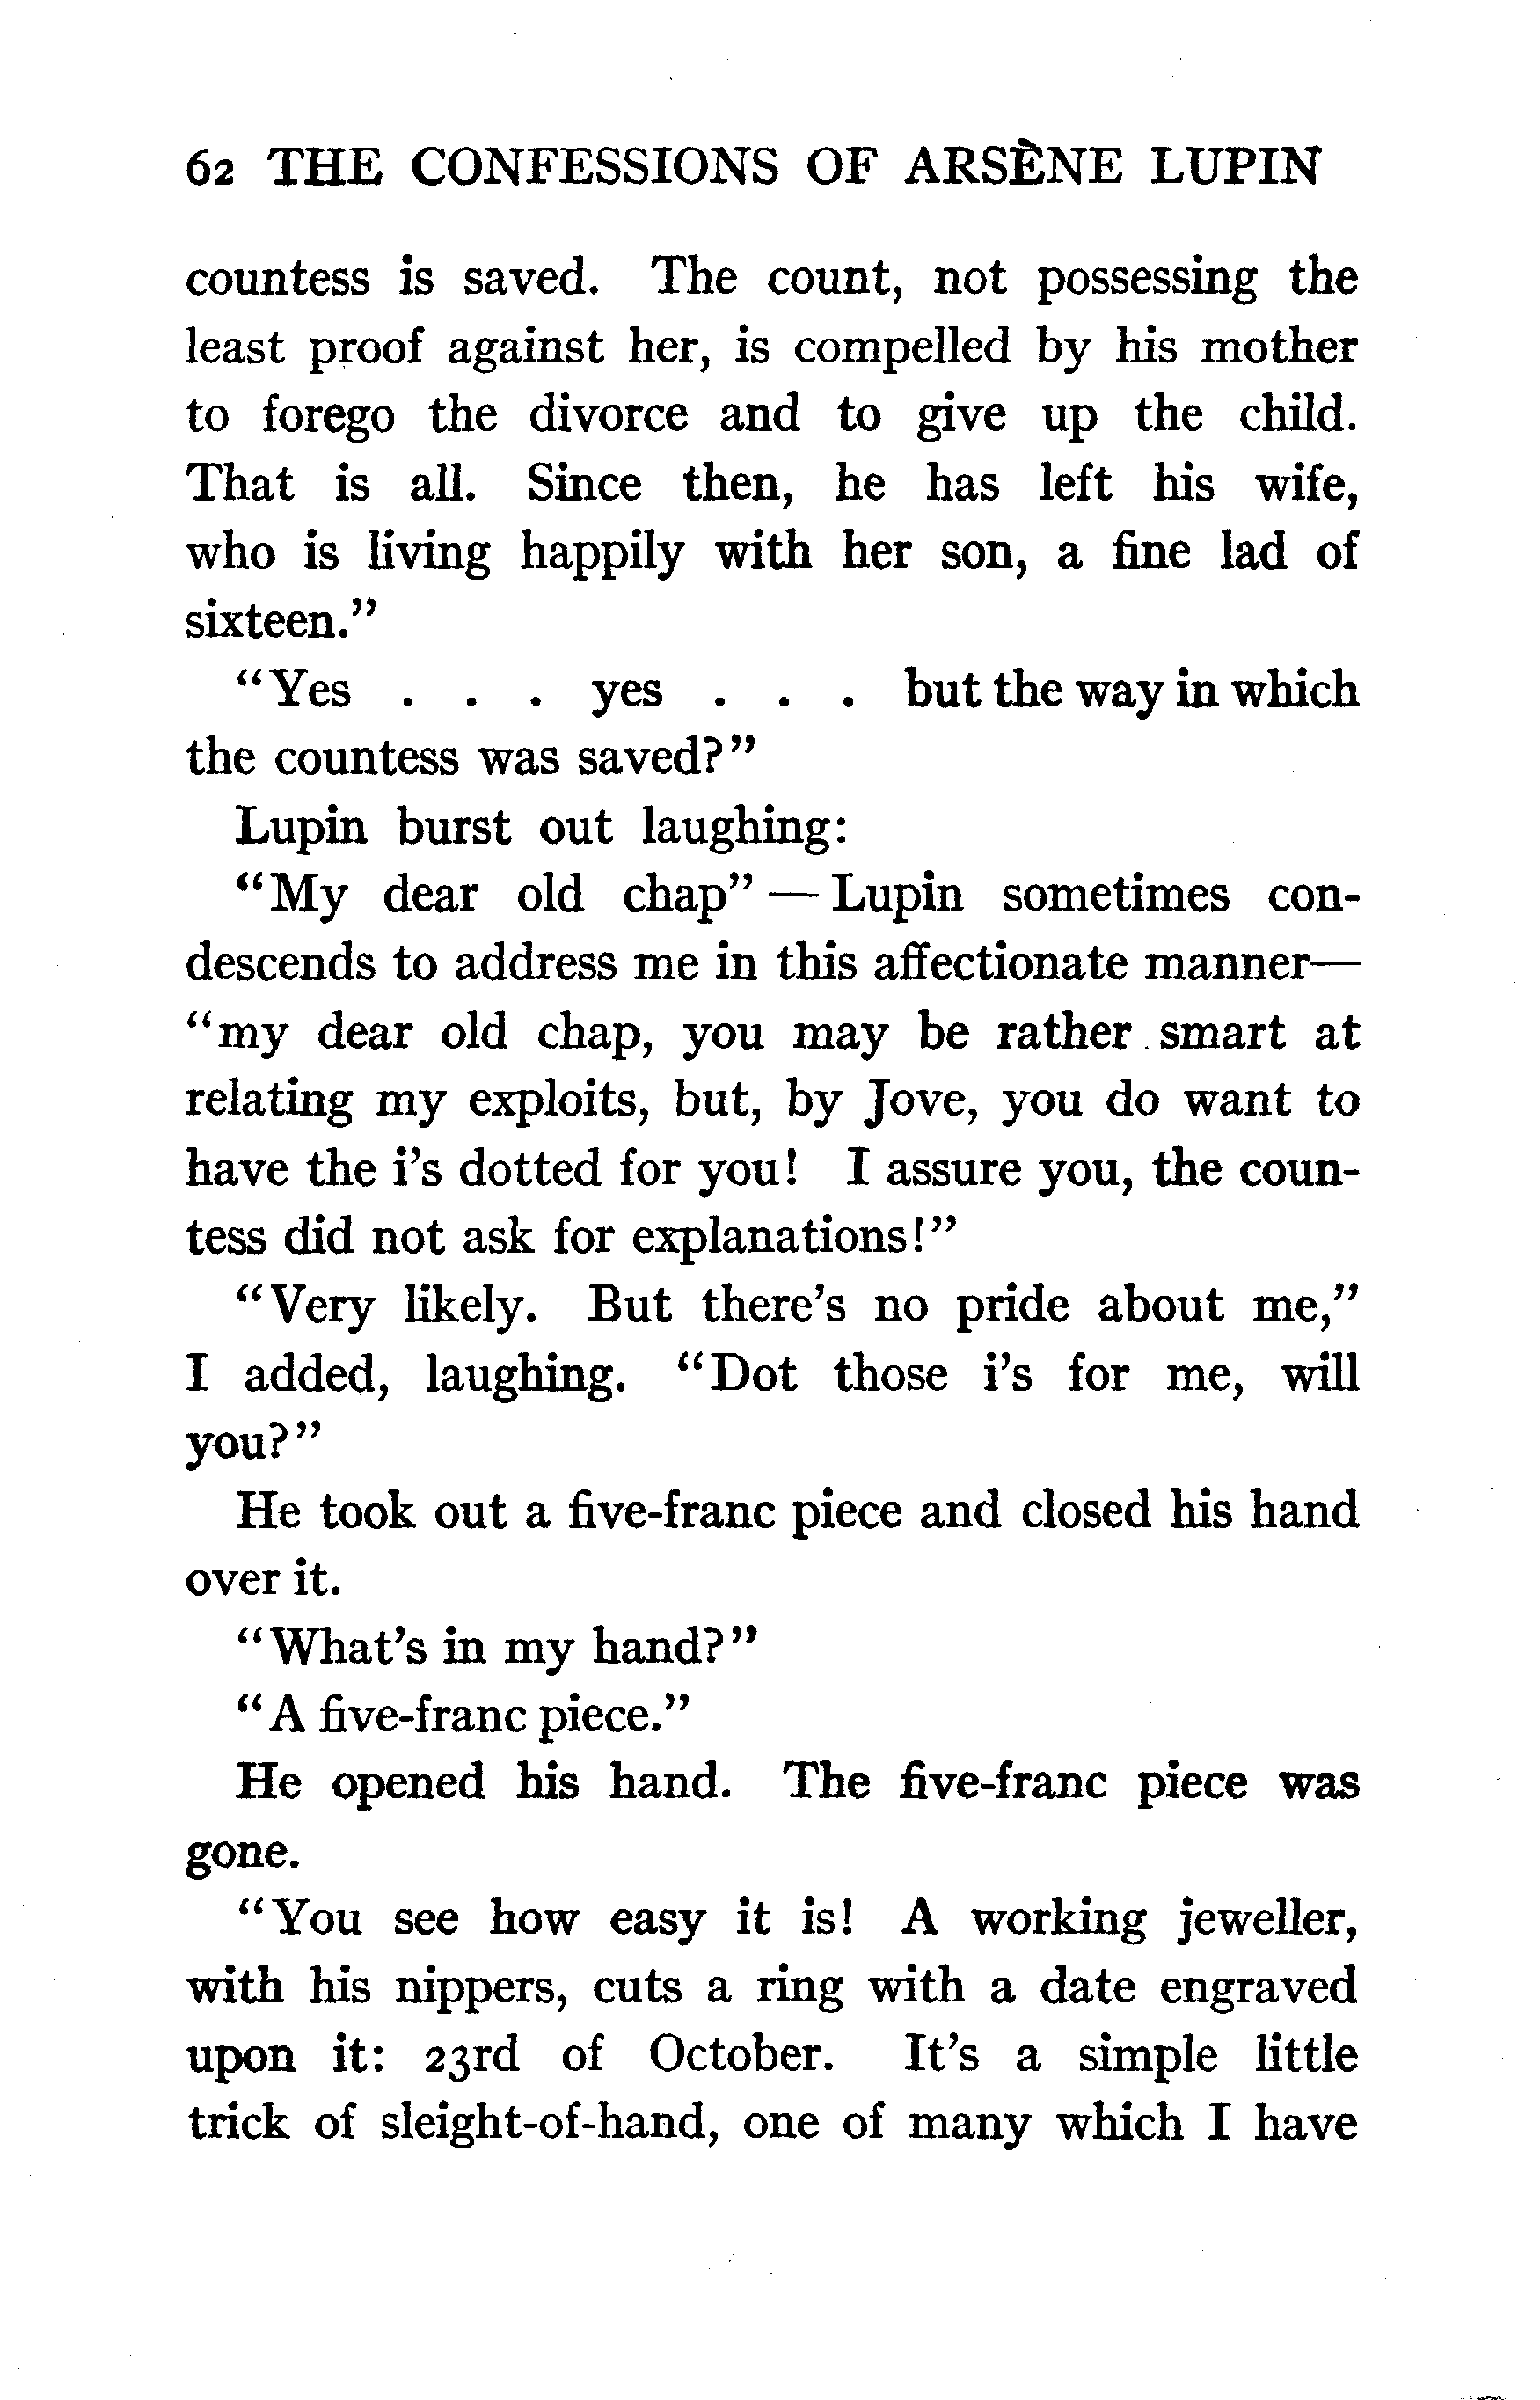 62 THE CONFESSIONS OF ARSÈNE LUPIN
countess is saved. The count, not possessing the
least proof against her, is compelled by his mother
to forego the divorce and to give up the child.
That is all. Since then, he has left his wife,
who is living happily with her son, a fine lad of
sixteen."
"Yes . . . yes . . . but the way in which
the countess was saved?"
Lupin burst out laughing:
"My dear old chap" — Lupin sometimes con-
descends to address me in this affectionate manner—
"my dear old chap, you may be rather smart at
relating my exploits, but, by Jove, you do want to
have the i's dotted for you! I assure you, the coun-
tess did not ask for explanations!"
"Very likely. But there's no pride about me,"
I added, laughing. "Dot those i's for me, will
you?"
He took out a five-franc piece and closed his hand
over it.
"What's in my hand?"
"A five-franc piece."
He opened his hand. The five-franc piece was
gone.
"You see how easy it is! A working jeweller,
with his nippers, cuts a ring with a date engraved
upon it: 23rd of October. It's a simple little
trick of sleight-of-hand, one of many which I have